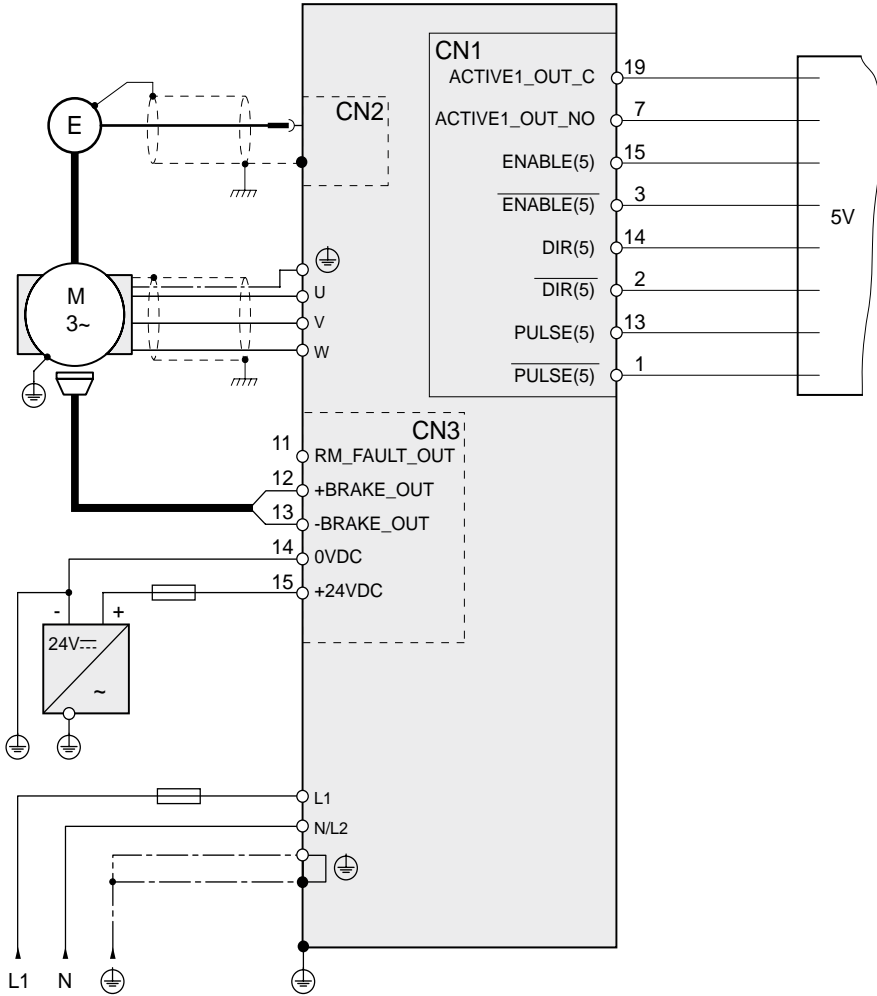 CN1
ACTIVE1_OUT_C 19
ACTIVE1_OUT_NO 7
ENABLE(5) 15
ENABLE(5) 3
DIR(5) 14
DIR(5) 2
PULSE(5) 13
PULSE(5) 1
5V
CN2
E
M
3~
U
V
W
CN3
11 RM_FAULT_OUT
12 +BRAKE_OUT
13 -BRAKE_OUT
14 0VDC
15 +24VDC
- +
24V
~
L1
N/L2
L1 N